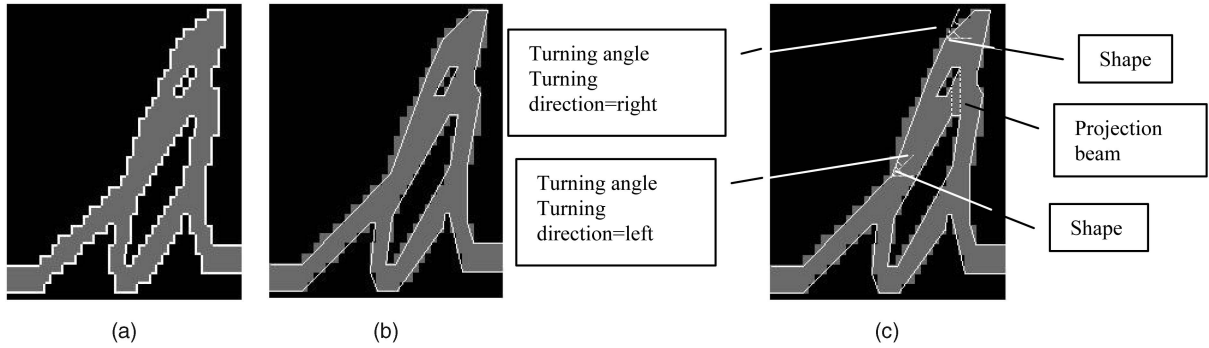 Turning angle
Turning
direction=right
Turning angle
Turning
direction=left
Shape
Projection
beam
Shape
(a)
(b)
(c)